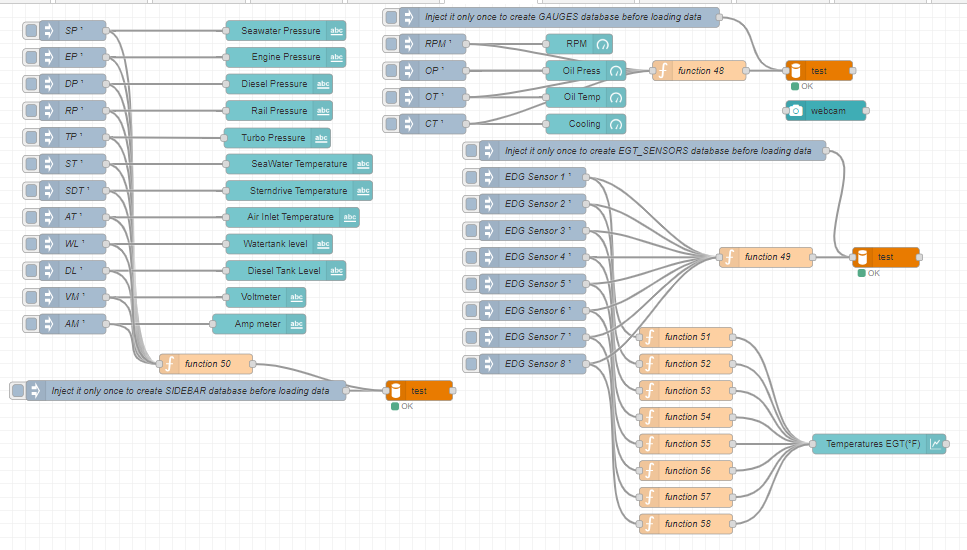 SP ¹
Seawater Pressure
abc
EP ¹
Engine Pressure
abc
DP ¹
Diesel Pressure
abc
RP ¹
Rail Pressure
abc
TP ¹
Turbo Pressure
abc
ST ¹
SeaWater Temperature
abc
SDT ¹
Sterndrive Temperature
abc
AT ¹
Air Inlet Temperature
abc
WL ¹
Watertank level
abc
DL ¹
Diesel Tank Level
abc
VM ¹
Voltmeter
abc
AM ¹
Amp meter
abc
function 50
Inject it only once to create SIDEBAR database before loading data
test
OK
Inject it only once to create GAUGES database before loading data
RPM ¹
RPM
OP ¹
Oil Press
OT ¹
Oil Temp
CT ¹
Cooling
function 48
test
OK
webcam
Inject it only once to create EGT_SENSORS database before loading data
EDG Sensor 1 ¹
EDG Sensor 2 ¹
EDG Sensor 3 ¹
EDG Sensor 4 ¹
EDG Sensor 5 ¹
EDG Sensor 6 ¹
EDG Sensor 7 ¹
EDG Sensor 8 ¹
function 49
test
OK
function 51
function 52
function 53
function 54
function 55
function 56
function 57
function 58
Temperatures EGT(°F)